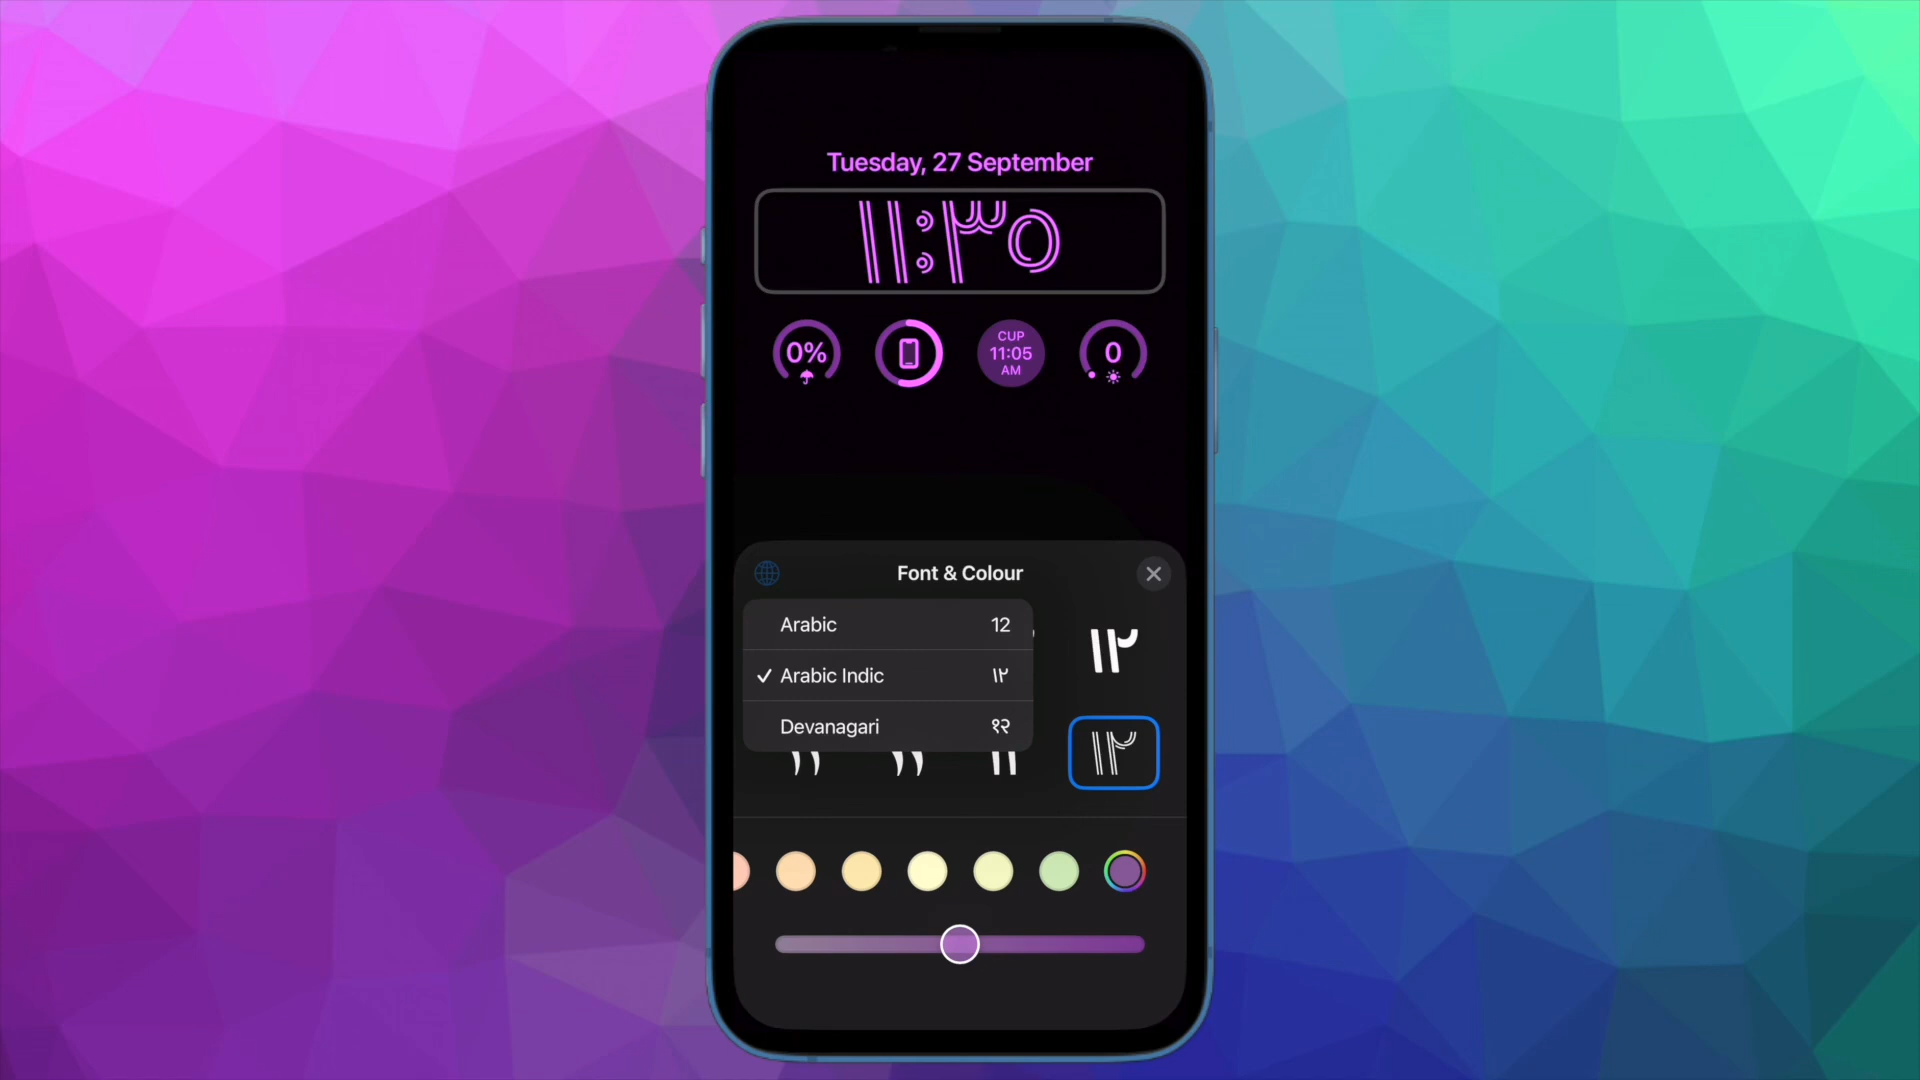 Tuesday, 27 September
١١:٣٥
0%
CUP
11:05
AM
0
Font & Colour
Arabic 12
✓ Arabic Indic ١٢
Devanagari १२
١٢
١٢